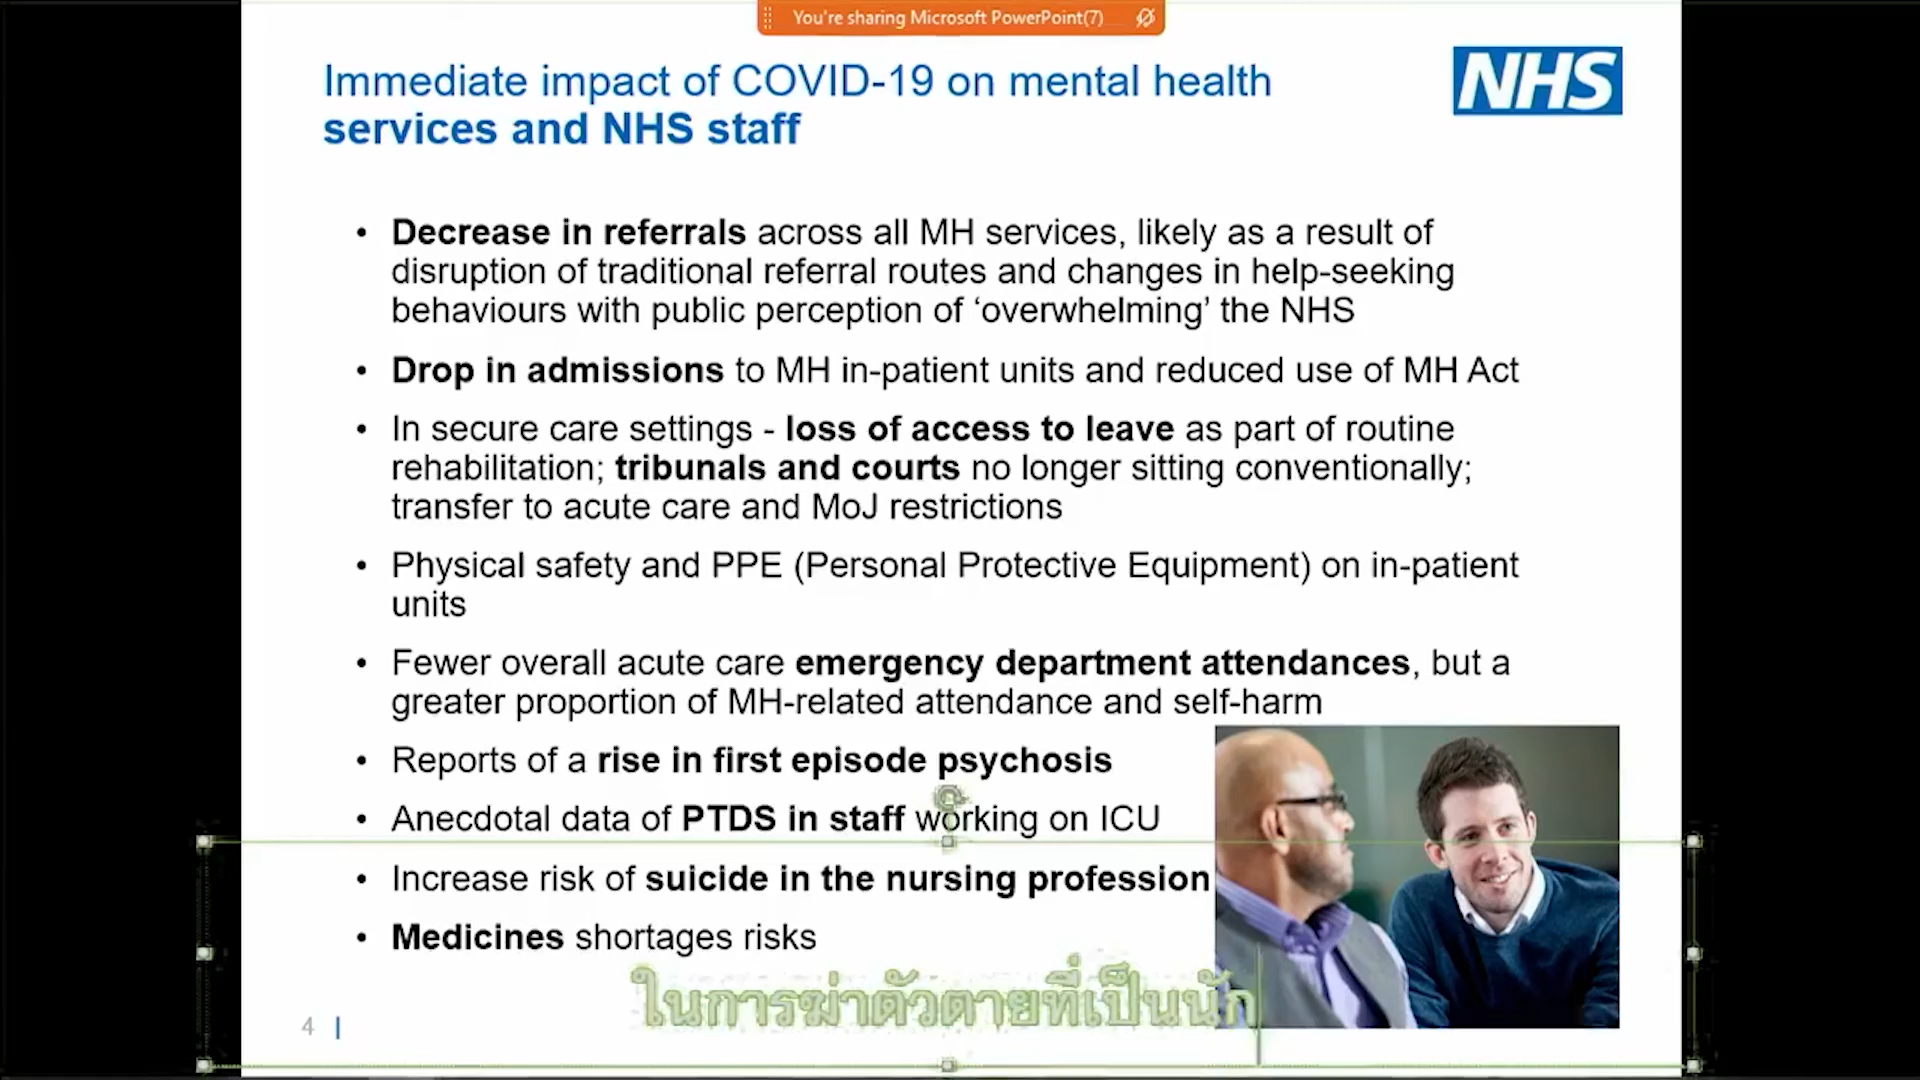 You're sharing Microsoft PowerPoint(7)
Immediate impact of COVID-19 on mental health
services and NHS staff
NHS
• Decrease in referrals across all MH services, likely as a result of
disruption of traditional referral routes and changes in help-seeking
behaviours with public perception of ‘overwhelming’ the NHS
• Drop in admissions to MH in-patient units and reduced use of MH Act
• In secure care settings - loss of access to leave as part of routine
rehabilitation; tribunals and courts no longer sitting conventionally;
transfer to acute care and MoJ restrictions
• Physical safety and PPE (Personal Protective Equipment) on in-patient
units
• Fewer overall acute care emergency department attendances, but a
greater proportion of MH-related attendance and self-harm
• Reports of a rise in first episode psychosis
• Anecdotal data of PTDS in staff working on ICU
• Increase risk of suicide in the nursing profession
• Medicines shortages risks
ในการฆ่าตัวตายที่เป็นนัก
4 |